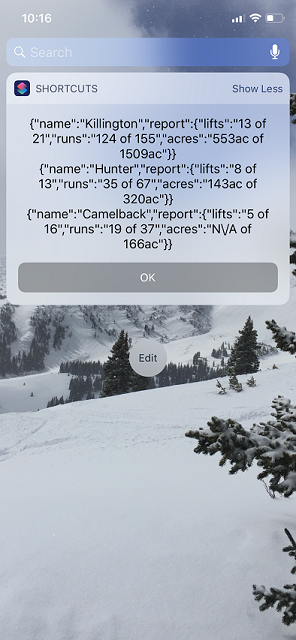 10:16
Search
SHORTCUTS Show Less
{"name":"Killington","report":{"lifts":"13 of
21","runs":"124 of 155","acres":"553ac of
1509ac"}}
{"name":"Hunter","report":{"lifts":"8 of
13","runs":"35 of 67","acres":"143ac of
320ac"}}
{"name":"Camelback","report":{"lifts":"5 of
16","runs":"19 of 37","acres":"N\/A of
166ac"}}
OK
Edit